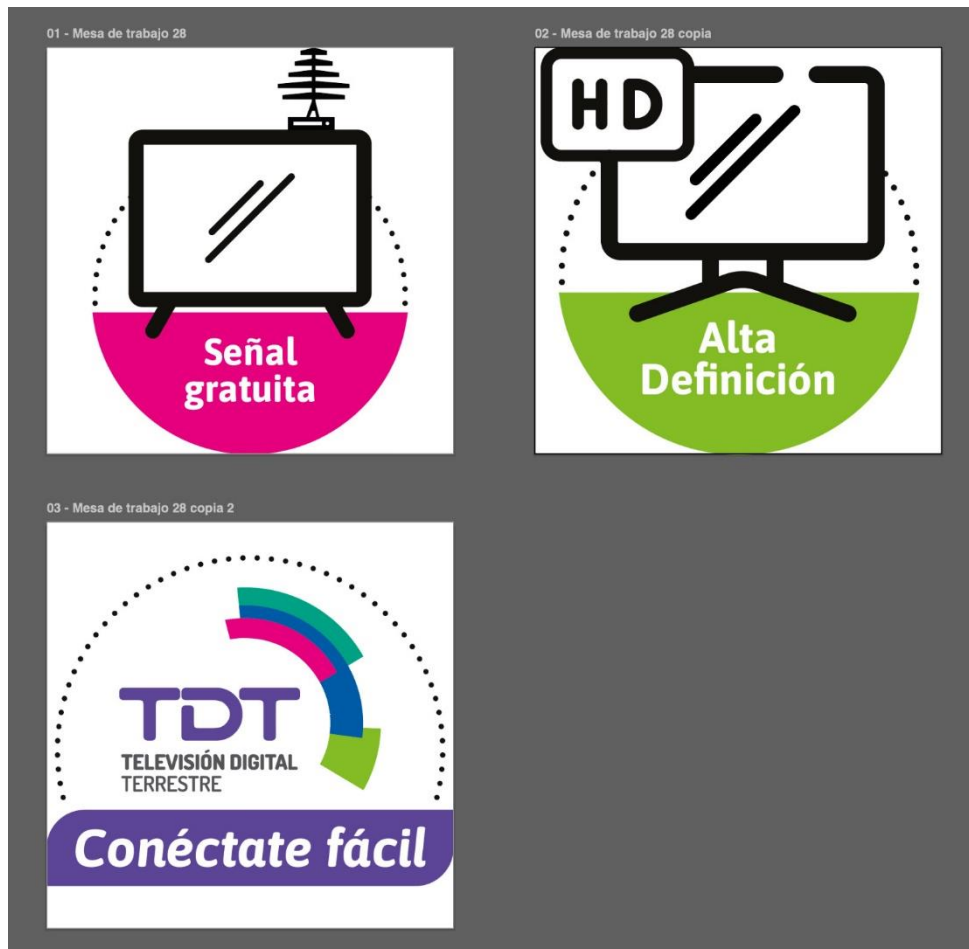 01 - Mesa de trabajo 28
Señal
gratuita
02 - Mesa de trabajo 28 copia
HD
Alta
Definición
03 - Mesa de trabajo 28 copia 2
TDT
TELEVISIÓN DIGITAL
TERRESTRE
Conéctate fácil